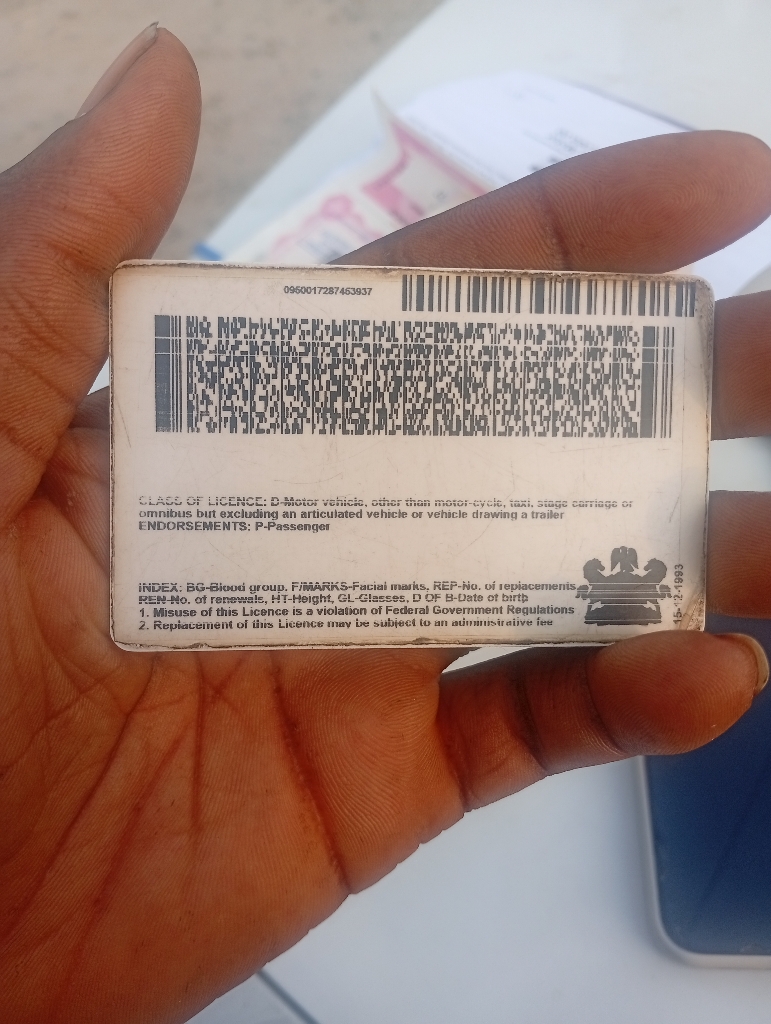 0960017287453937
CLASS OF LICENCE: D-Motor vehicle, other than motor-cycle, taxi, stage carriage or
omnibus but excluding an articulated vehicle or vehicle drawing a trailer
ENDORSEMENTS: P-Passenger
INDEX: BG-Blood group, F/MARKS-Facial marks, REP-No. of replacements
REN-No. of renewals, HT-Height, GL-Glasses, D OF B-Date of birth
1. Misuse of this Licence is a violation of Federal Government Regulations
2. Replacement of this Licence may be subject to an administrative fee
15-12-1993